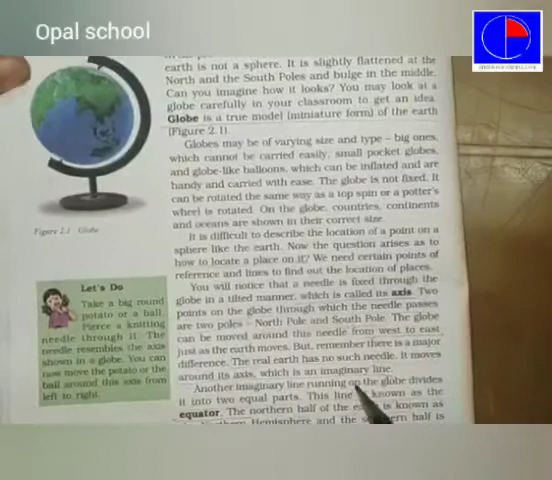 Opal school
earth is not a sphere. It is slightly flattened at the
North and the South Poles and bulge in the middle.
Can you imagine how it looks? You may look at a
globe carefully in your classroom to get an idea.
Globe is a true model (miniature form) of the earth
(Figure 2.1).
Globes may be of varying size and type – big ones,
which cannot be carried easily, small pocket globes,
and globe-like balloons, which can be inflated and are
handy and carried with ease. The globe is not fixed. It
can be rotated the same way as a top spin or a potter's
wheel is rotated. On the globe, countries, continents
and oceans are shown in their correct size.
It is difficult to describe the location of a point on a
sphere like the earth. Now the question arises as to
how to locate a place on it? We need certain points of
reference and lines to find out the location of places.
You will notice that a needle is fixed through the
globe in a tilted manner, which is called its axis. Two
points on the globe through which the needle passes
are two poles – North Pole and South Pole. The globe
can be moved around this needle from west to east
just as the earth moves. But, remember there is a major
difference. The real earth has no such needle. It moves
around its axis, which is an imaginary line.
Another imaginary line running on the globe divides
it into two equal parts. This line is known as the
equator. The northern half of the earth is known as
Northern Hemisphere and the southern half is
Figure 2.1 Globe
Let's Do
Take a big round
potato or a ball.
Pierce a knitting
needle through it. The
needle resembles the axis
shown in a globe. You can
now move the potato or the
ball around this axis from
left to right.